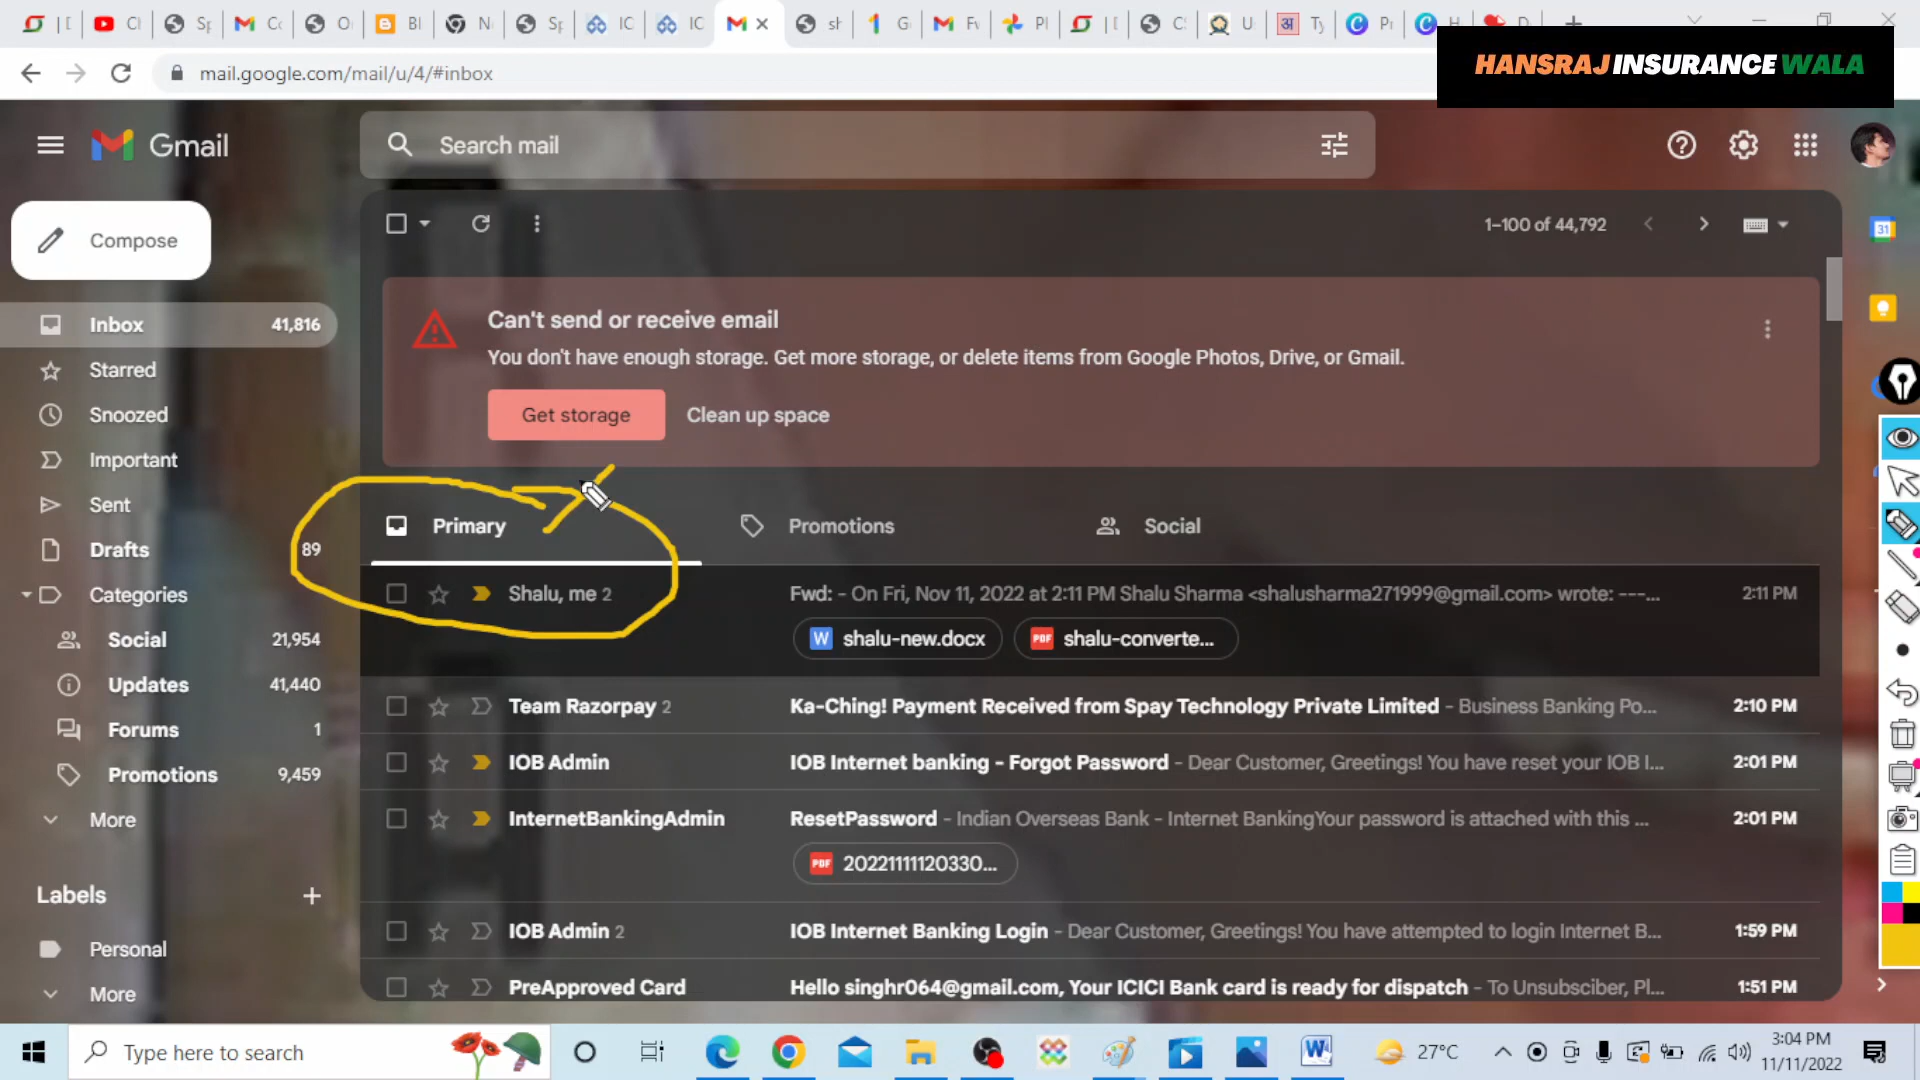 mail.google.com/mail/u/4/#inbox
HANSRAJ INSURANCE WALA
Gmail
Search mail
Compose
1–100 of 44,792
Inbox 41,816
Starred
Snoozed
Important
Sent
Drafts 89
Categories
Social 21,954
Updates 41,440
Forums 1
Promotions 9,459
More
Labels
Personal
More
Can't send or receive email
You don't have enough storage. Get more storage, or delete items from Google Photos, Drive, or Gmail.
Get storage Clean up space
Primary Promotions Social
Shalu, me 2 Fwd: - On Fri, Nov 11, 2022 at 2:11 PM Shalu Sharma <shalusharma271999@gmail.com> wrote: ---... 2:11 PM
W shalu-new.docx PDF shalu-converte...
Team Razorpay 2 Ka-Ching! Payment Received from Spay Technology Private Limited - Business Banking Po... 2:10 PM
IOB Admin IOB Internet banking - Forgot Password - Dear Customer, Greetings! You have reset your IOB I... 2:01 PM
InternetBankingAdmin ResetPassword - Indian Overseas Bank - Internet BankingYour password is attached with this ... 2:01 PM
PDF 20221111120330...
IOB Admin 2 IOB Internet Banking Login - Dear Customer, Greetings! You have attempted to login Internet B... 1:59 PM
PreApproved Card Hello singhr064@gmail.com, Your ICICI Bank card is ready for dispatch - To Unsubsciber, Pl... 1:51 PM
31
Type here to search
27°C
3:04 PM
11/11/2022